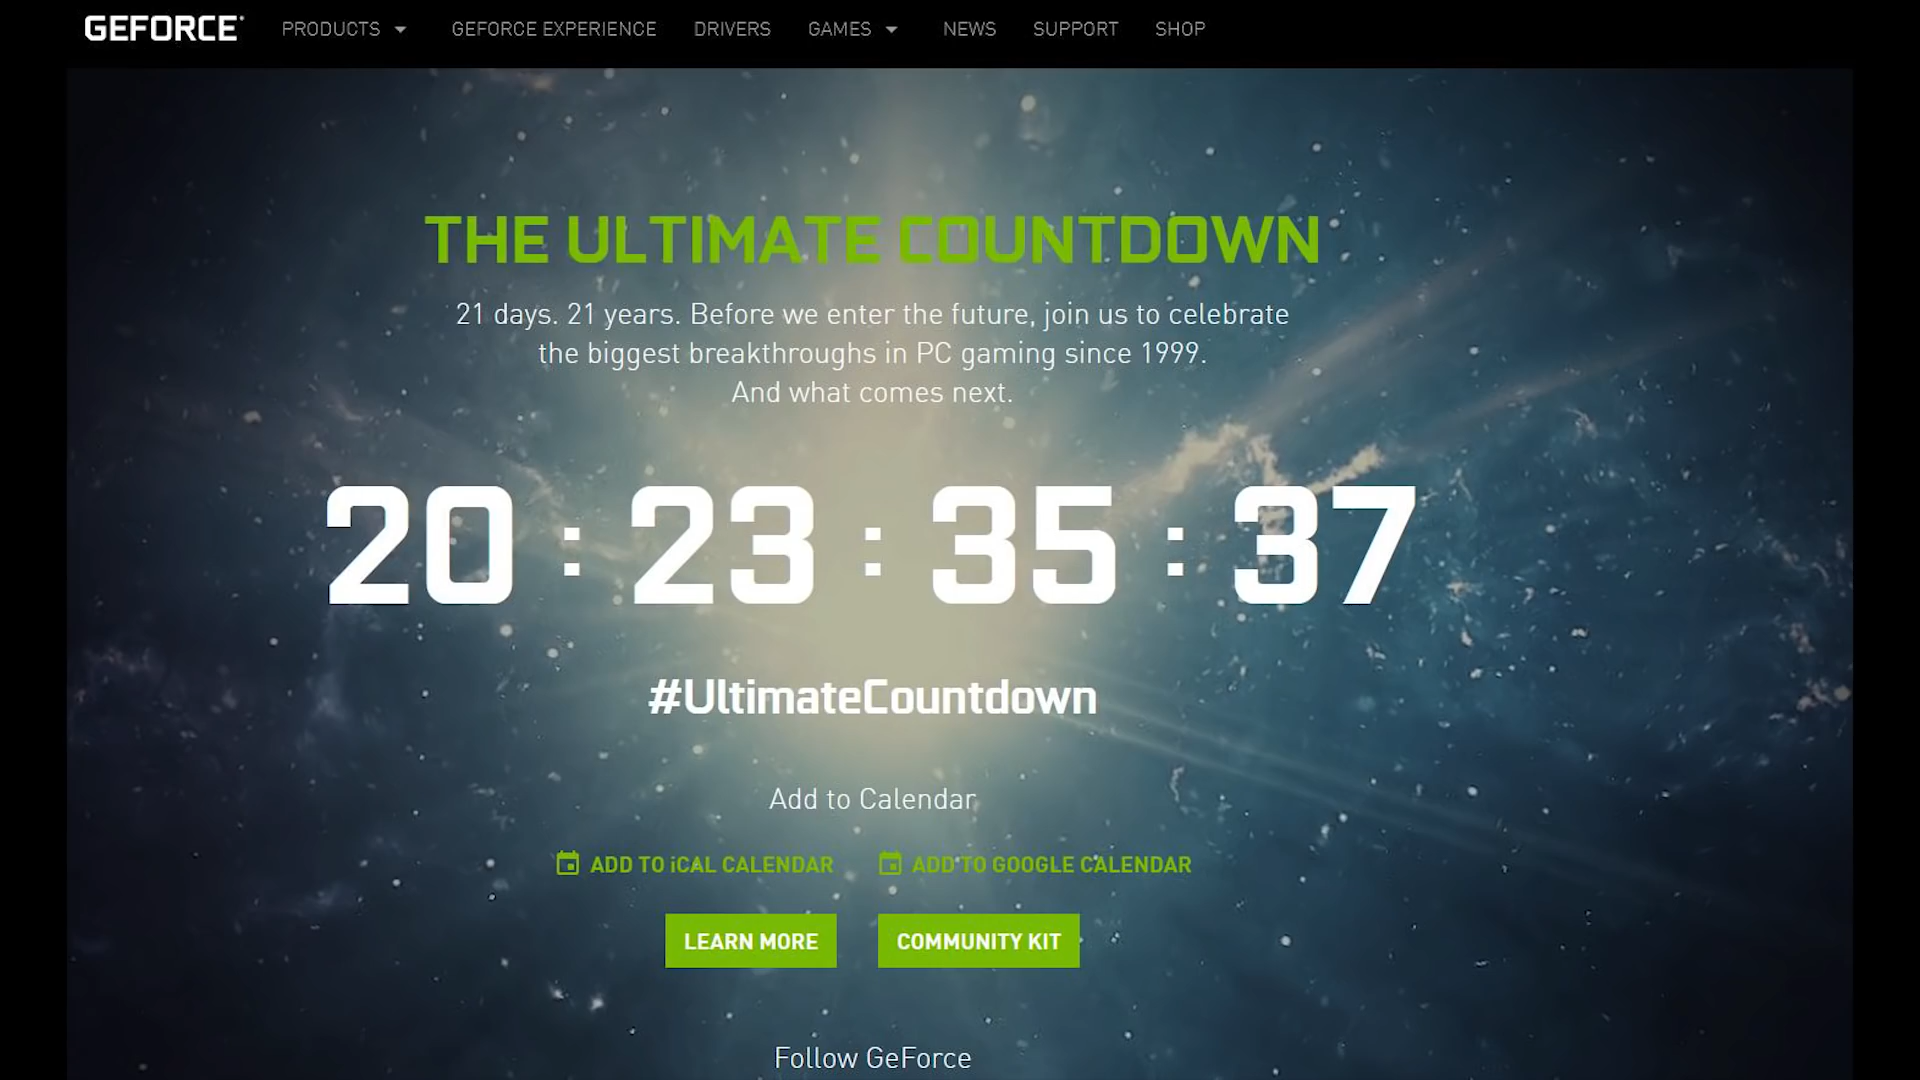 GEFORCE PRODUCTS GEFORCE EXPERIENCE DRIVERS GAMES NEWS SUPPORT SHOP
THE ULTIMATE COUNTDOWN
21 days. 21 years. Before we enter the future, join us to celebrate
the biggest breakthroughs in PC gaming since 1999.
And what comes next.
20 : 23 : 35 : 37
#UltimateCountdown
Add to Calendar
ADD TO iCAL CALENDAR ADD TO GOOGLE CALENDAR
LEARN MORE COMMUNITY KIT
Follow GeForce